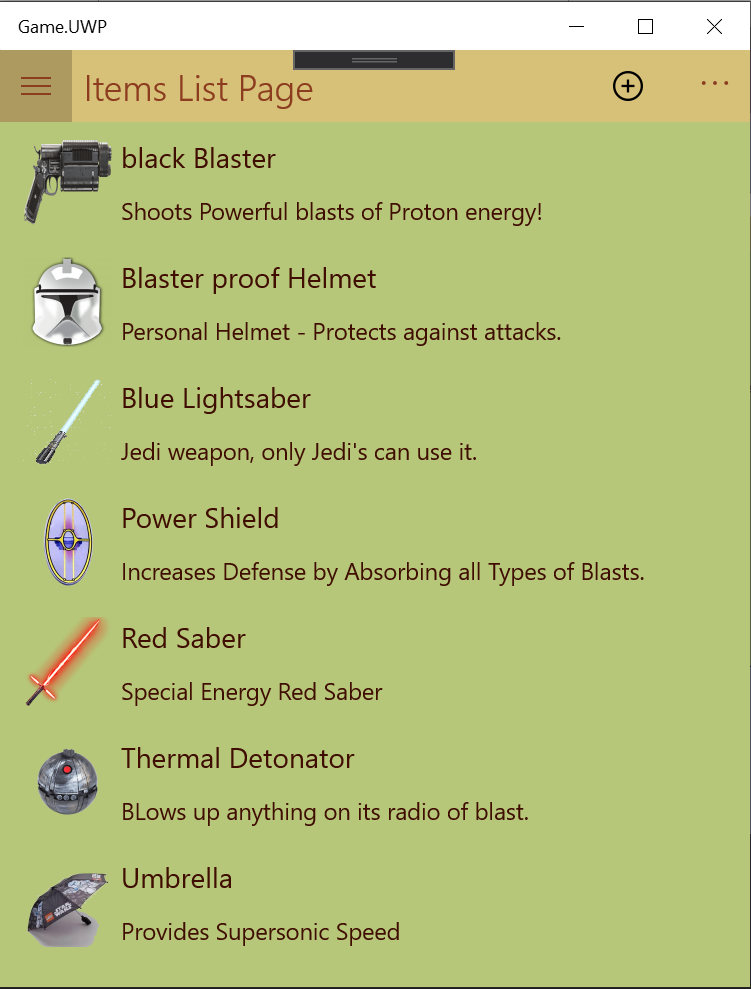 Game.UWP
Items List Page
black Blaster
Shoots Powerful blasts of Proton energy!
Blaster proof Helmet
Personal Helmet - Protects against attacks.
Blue Lightsaber
Jedi weapon, only Jedi's can use it.
Power Shield
Increases Defense by Absorbing all Types of Blasts.
Red Saber
Special Energy Red Saber
Thermal Detonator
BLows up anything on its radio of blast.
Umbrella
STAR
WARS
Provides Supersonic Speed